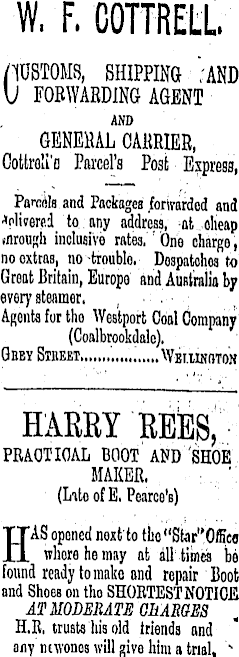 W. F. COTTRELL.
CUSTOMS, SHIPPING AND
FORWARDING AGENT
AND
GENERAL CARRIER,
Cottrell's Parcel's Post Express,
Parcels and Packages forwarded and
delivered to any address, at cheap
through inclusive rates. One charge,
no extras, no trouble. Despatches to
Great Britain, Europe and Australia by
every steamer.
Agents for the Westport Coal Company
(Coalbrookdale).
GREY STREET..................WELLINGTON
HARRY REES,
PRACTICAL BOOT AND SHOE
MAKER.
(Late of E. Pearce's)
HAS opened next to the "Star" Office
where he may at all times be
found ready to make and repair Boot
and Shoes on the SHORTEST NOTICE
AT MODERATE CHARGES
H.R. trusts his old friends and
any newones will give him a trial,